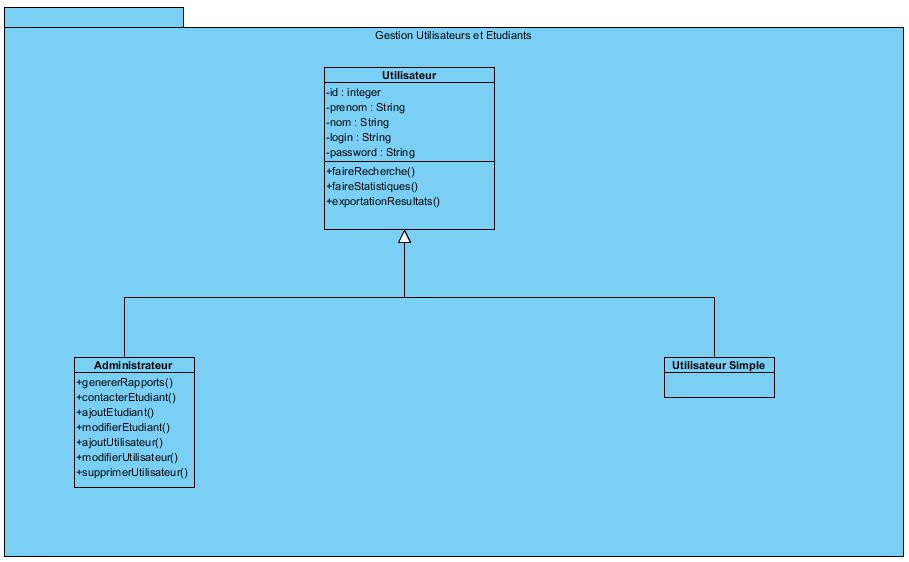 Gestion Utilisateurs et Etudiants
Utilisateur
-id : integer
-prenom : String
-nom : String
-login : String
-password : String
+faireRecherche()
+faireStatistiques()
+exportationResultats()
Administrateur
+genererRapports()
+contacterEtudiant()
+ajoutEtudiant()
+modifierEtudiant()
+ajoutUtilisateur()
+modifierUtilisateur()
+supprimerUtilisateur()
Utilisateur Simple